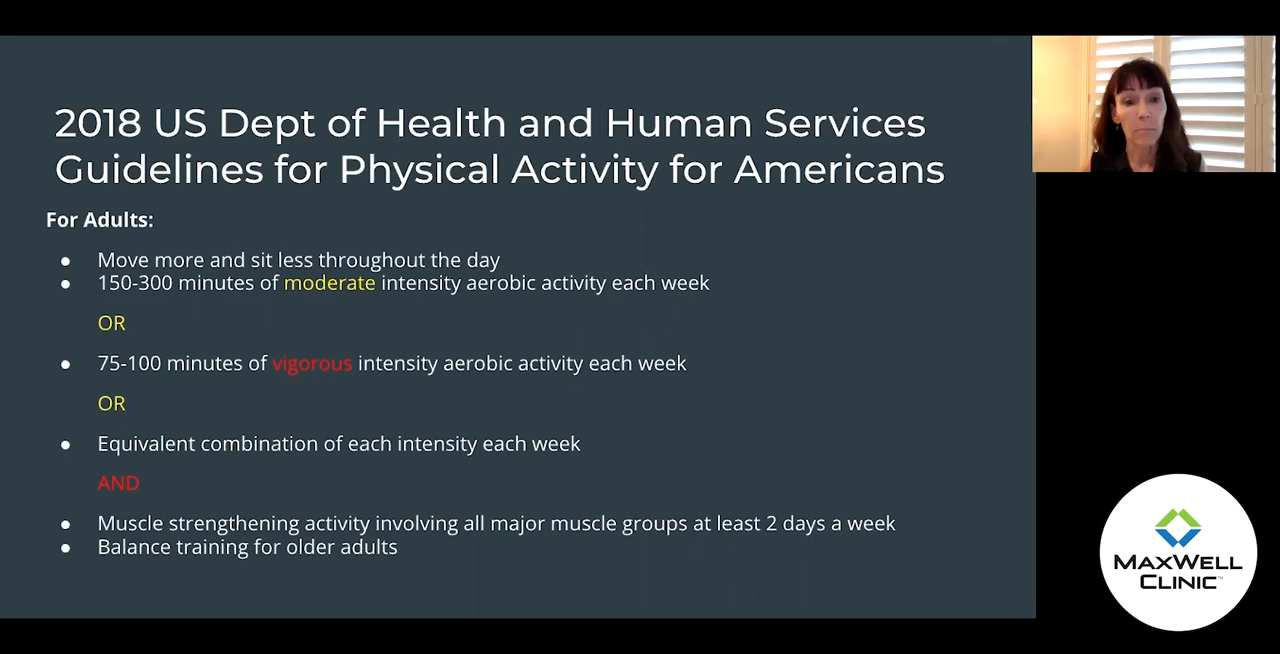 2018 US Dept of Health and Human Services
Guidelines for Physical Activity for Americans
For Adults:
● Move more and sit less throughout the day
● 150-300 minutes of moderate intensity aerobic activity each week
OR
● 75-100 minutes of vigorous intensity aerobic activity each week
OR
● Equivalent combination of each intensity each week
AND
● Muscle strengthening activity involving all major muscle groups at least 2 days a week
● Balance training for older adults
MAXWELL
CLINIC™